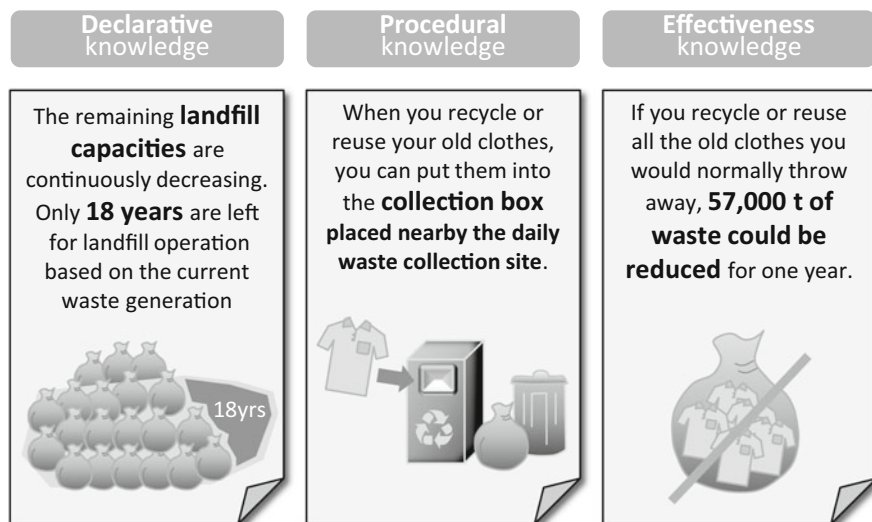 Declarative
knowledge
The remaining landfill
capacities are
continuously decreasing.
Only 18 years are left
for landfill operation
based on the current
waste generation
18yrs
Procedural
knowledge
When you recycle or
reuse your old clothes,
you can put them into
the collection box
placed nearby the daily
waste collection site.
Effectiveness
knowledge
If you recycle or reuse
all the old clothes you
would normally throw
away, 57,000 t of
waste could be
reduced for one year.